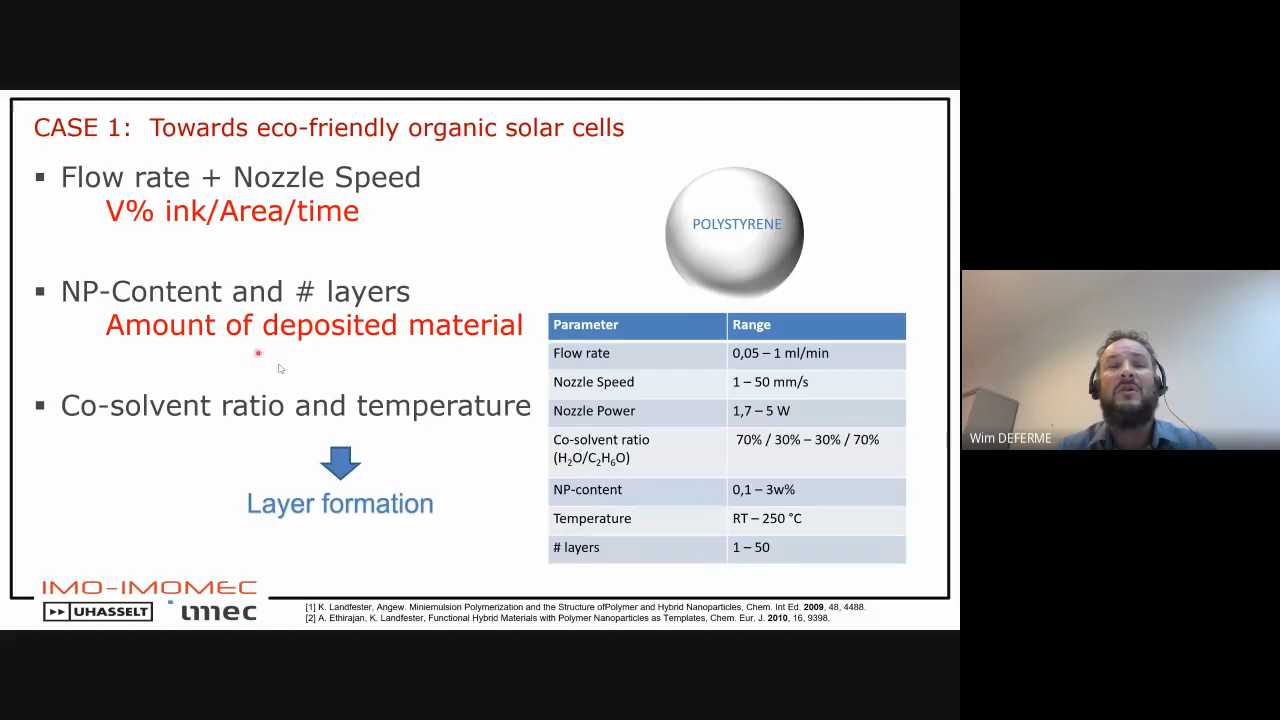 CASE 1: Towards eco-friendly organic solar cells
▪ Flow rate + Nozzle Speed
V% ink/Area/time
▪ NP-Content and # layers
Amount of deposited material
▪ Co-solvent ratio and temperature
Layer formation
POLYSTYRENE
Parameter Range
Flow rate 0,05 – 1 ml/min
Nozzle Speed 1 – 50 mm/s
Nozzle Power 1,7 – 5 W
Co-solvent ratio 70% / 30% – 30% / 70%
(H₂O/C₂H₆O)
NP-content 0,1 – 3w%
Temperature RT – 250 °C
# layers 1 – 50
IMO-IMOMEC
UHASSELT imec
[1] K. Landfester, Angew. Miniemulsion Polymerization and the Structure ofPolymer and Hybrid Nanoparticles, Chem. Int Ed. 2009, 48, 4488.
[2] A. Ethirajan, K. Landfester, Functional Hybrid Materials with Polymer Nanoparticles as Templates, Chem. Eur. J. 2010, 16, 9398.
Wim DEFERME